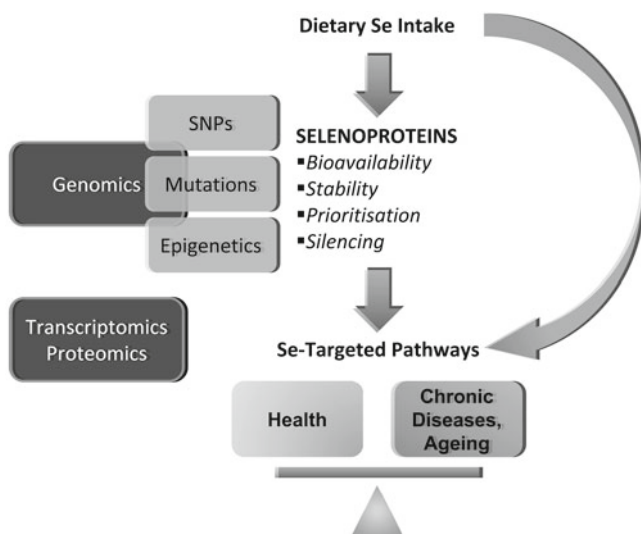 Dietary Se Intake
SNPs
Genomics
Mutations
Epigenetics
SELENOPROTEINS
▪Bioavailability
▪Stability
▪Prioritisation
▪Silencing
Transcriptomics
Proteomics
Se-Targeted Pathways
Health
Chronic
Diseases,
Ageing